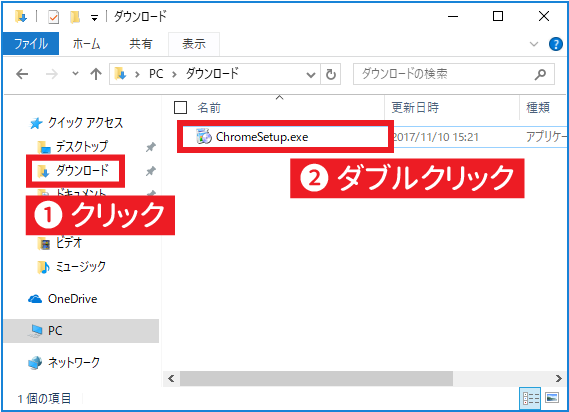 ダウンロード
ファイル ホーム 共有 表示
PC ダウンロード ダウンロードの検索
名前 更新日時 種類
クイック アクセス
デスクトップ
ChromeSetup.exe 2017/11/10 15:21 アプリケ
ダウンロード
❷ ダブルクリック
ドキュメント
❶ クリック
ビデオ
ミュージック
OneDrive
PC
ネットワーク
1 個の項目